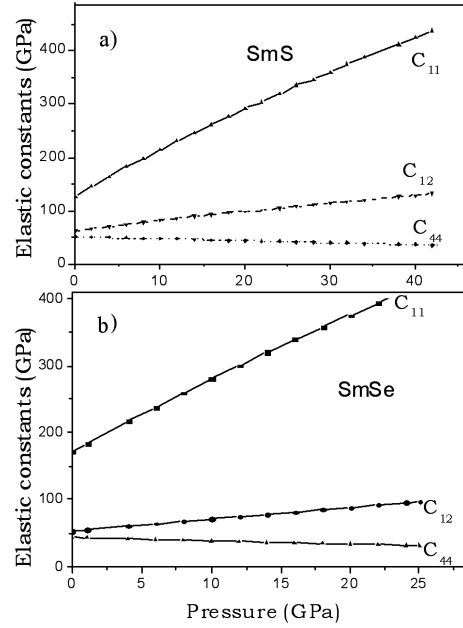 a)
SmS
C11
C12
C44
Elastic constants (GPa)
400
300
200
100
0
0 10 20 30 40
b)
SmSe
C11
C12
C44
Elastic constants (GPa)
400
300
200
100
0
0 5 10 15 20 25
Pressure (GPa)